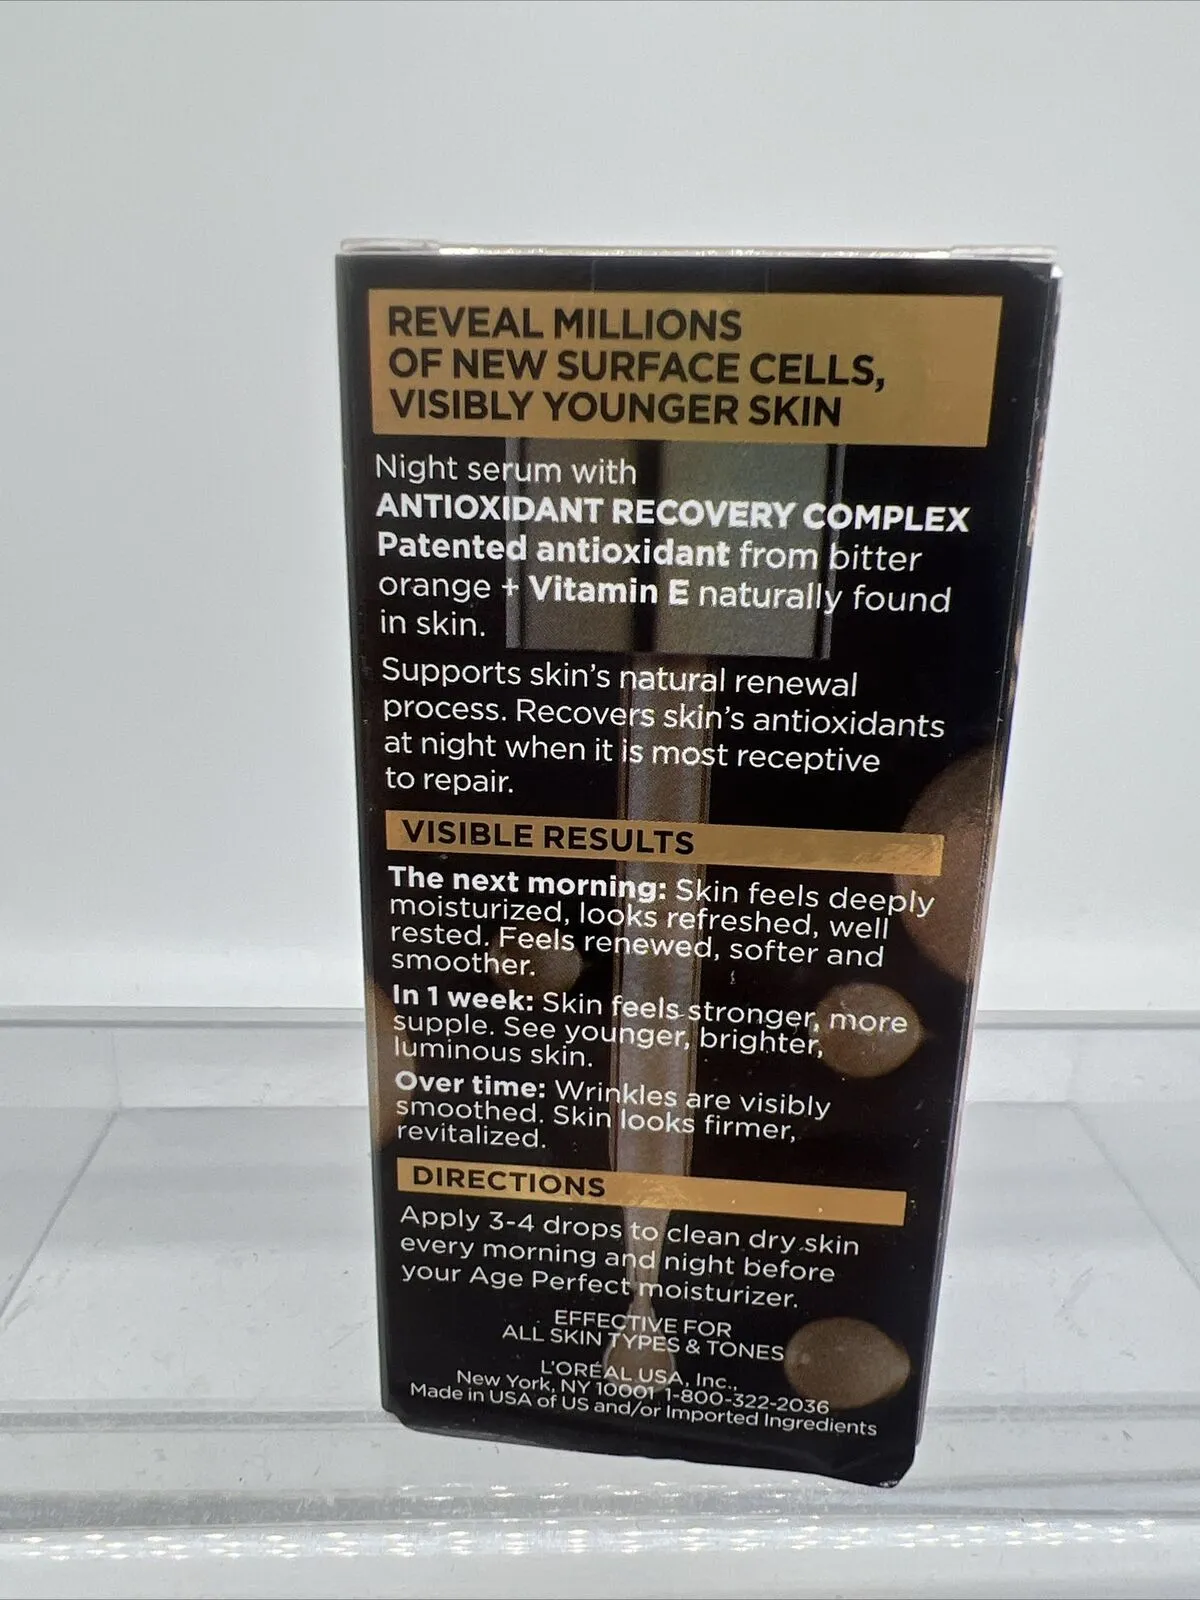 REVEAL MILLIONS
OF NEW SURFACE CELLS,
VISIBLY YOUNGER SKIN
Night serum with
ANTIOXIDANT RECOVERY COMPLEX
Patented antioxidant from bitter
orange + Vitamin E naturally found
in skin.
Supports skin's natural renewal
process. Recovers skin's antioxidants
at night when it is most receptive
to repair.
VISIBLE RESULTS
The next morning: Skin feels deeply
moisturized, looks refreshed, well
rested. Feels renewed, softer and
smoother.
In 1 week: Skin feels stronger, more
supple. See younger, brighter,
luminous skin.
Over time: Wrinkles are visibly
smoothed. Skin looks firmer,
revitalized.
DIRECTIONS
Apply 3-4 drops to clean dry skin
every morning and night before
your Age Perfect moisturizer.
EFFECTIVE FOR
ALL SKIN TYPES & TONES
L'ORÉAL USA, Inc.,
New York, NY 10001 1-800-322-2036
Made in USA of US and/or Imported Ingredients